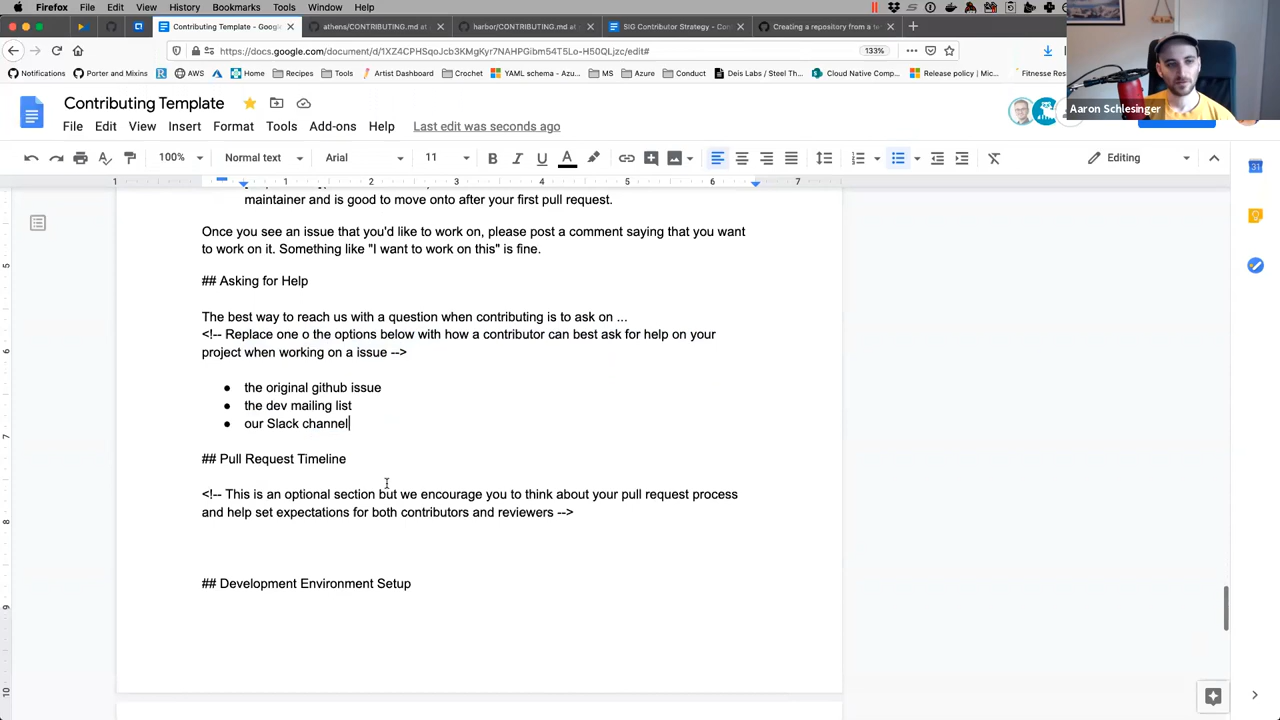 Firefox File Edit View History Bookmarks Tools Window Help
Contributing Template - Goog athens/CONTRIBUTING.md at harbor/CONTRIBUTING.md at SIG Contributor Strategy - Con Creating a repository from a te
https://docs.google.com/document/d/1XZ4CPHSqoJcb3KMgKyr7NAHPGibm54T5Lo-H50QLjzc/edit# 133%
Notifications Porter and Mixins AWS Home Recipes Tools Artist Dashboard Crochet YAML schema - Azu... MS Azure Conduct Deis Labs / Steel Th... Cloud Native Comp... Release policy | Mic... Fitnesse Res
Contributing Template
Aaron Schlesinger
File Edit View Insert Format Tools Add-ons Help Last edit was seconds ago
100% Normal text Arial 11 Editing
1 1 2 3 4 5 6 7
maintainer and is good to move onto after your first pull request.
Once you see an issue that you'd like to work on, please post a comment saying that you want
to work on it. Something like "I want to work on this" is fine.
## Asking for Help
The best way to reach us with a question when contributing is to ask on ...
<!-- Replace one o the options below with how a contributor can best ask for help on your
project when working on a issue -->
● the original github issue
● the dev mailing list
● our Slack channel
## Pull Request Timeline
<!-- This is an optional section but we encourage you to think about your pull request process
and help set expectations for both contributors and reviewers -->
## Development Environment Setup